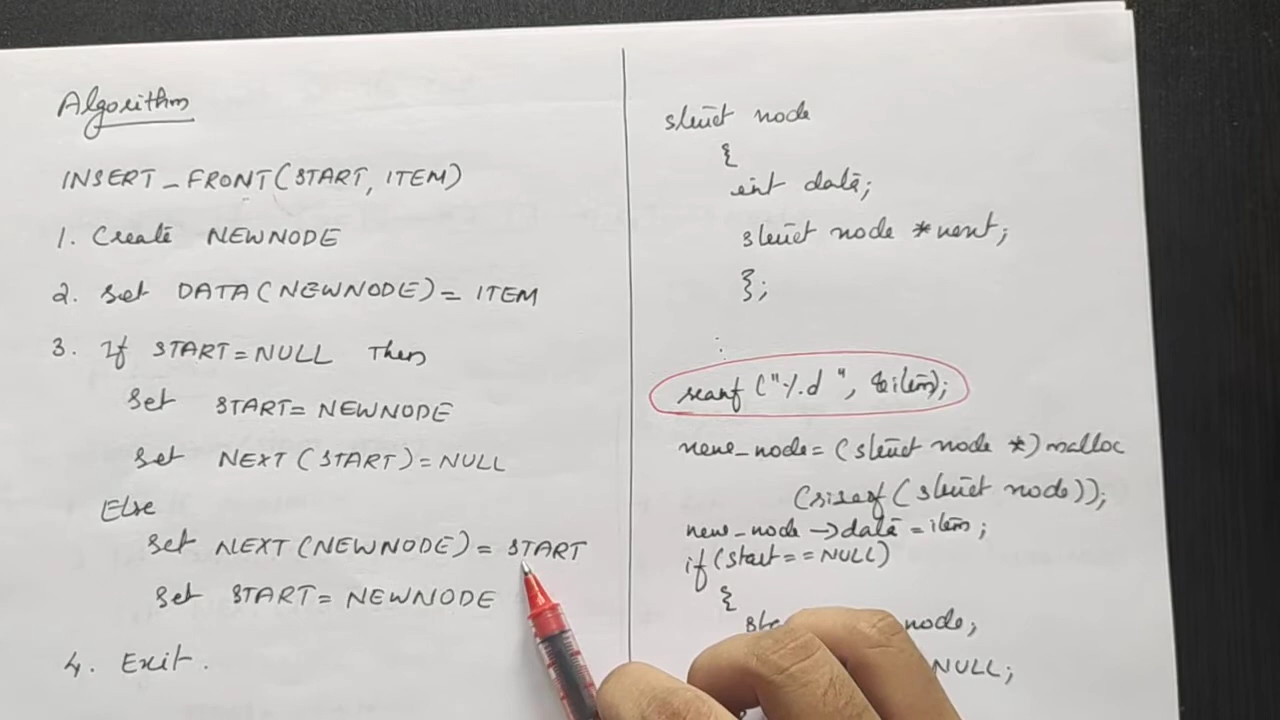 Algorithm
INSERT_FRONT(START, ITEM)
1. Create NEWNODE
2. Set DATA(NEWNODE) = ITEM
3. If START=NULL Then
Set START= NEWNODE
Set NEXT(START)=NULL
Else
Set NEXT(NEWNODE) = START
Set START= NEWNODE
4. Exit.
struct node
{
int data;
struct node *next;
};
scanf ("%d", &item);
new_node = (struct node *) malloc
(sizeof(struct node));
new_node → data = item;
if (start == NULL)
{
node;
NULL;